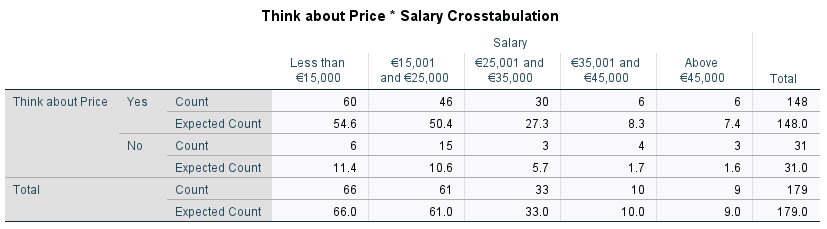 Think about Price * Salary Crosstabulation
Salary
Less than €15,000 €15,001 and €25,000 €25,001 and €35,000 €35,001 and €45,000 Above €45,000 Total
Think about Price Yes Count 60 46 30 6 6 148
Expected Count 54.6 50.4 27.3 8.3 7.4 148.0
No Count 6 15 3 4 3 31
Expected Count 11.4 10.6 5.7 1.7 1.6 31.0
Total Count 66 61 33 10 9 179
Expected Count 66.0 61.0 33.0 10.0 9.0 179.0